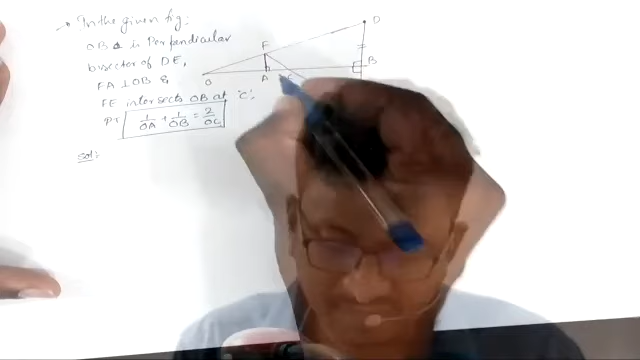 In the given fig:
OB is Perpendicular
bisector of DE,
FA ⊥ OB &
FE intersects OB at 'C'.
PT 1/OA + 1/OB = 2/OC
Sol:
D
F
B
O
A
C